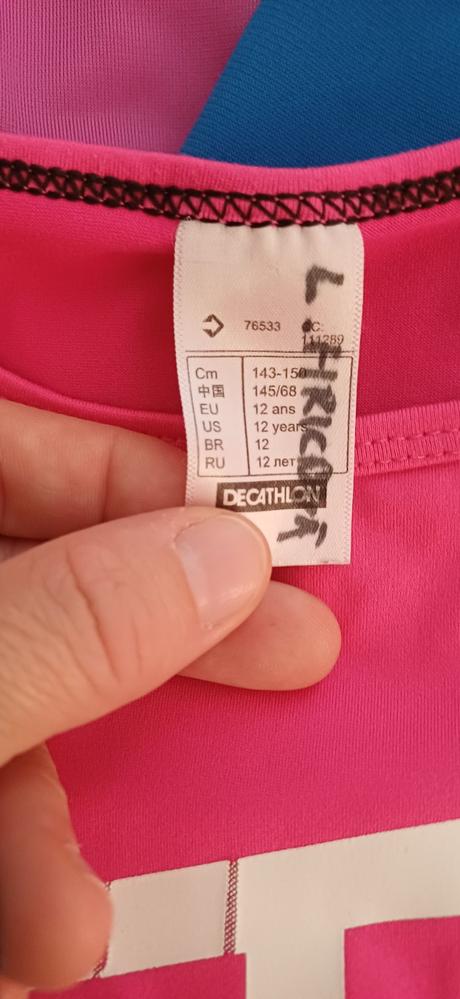 76533
111289
Cm 143-150
中国 145/68
EU 12 ans
US 12 years
BR 12
RU 12 лет
DECATHLON
L.